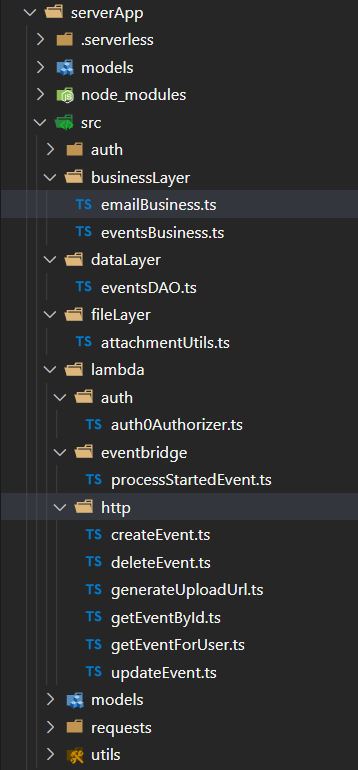 serverApp
.serverless
models
node_modules
src
auth
businessLayer
TS emailBusiness.ts
TS eventsBusiness.ts
dataLayer
TS eventsDAO.ts
fileLayer
TS attachmentUtils.ts
lambda
auth
TS auth0Authorizer.ts
eventbridge
TS processStartedEvent.ts
http
TS createEvent.ts
TS deleteEvent.ts
TS generateUploadUrl.ts
TS getEventById.ts
TS getEventForUser.ts
TS updateEvent.ts
models
requests
utils